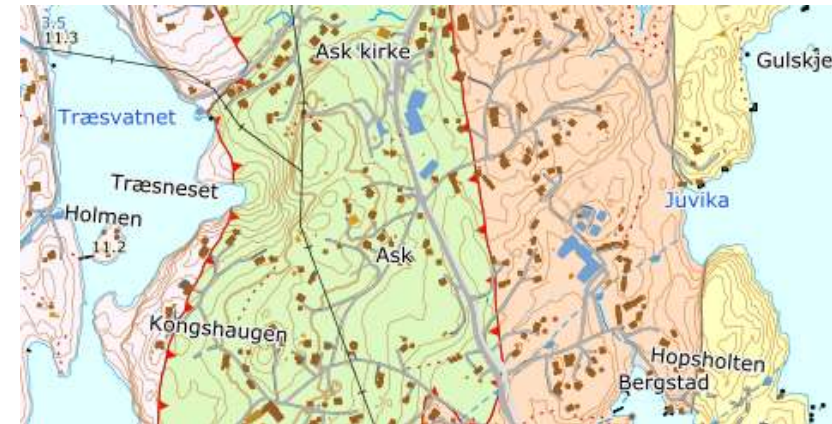 3.5
11.3
Ask kirke
Gulskje
Træsvatnet
Træsneset
Juvika
Holmen
11.2
Ask
Kongshaugen
Hopsholten
Bergstad